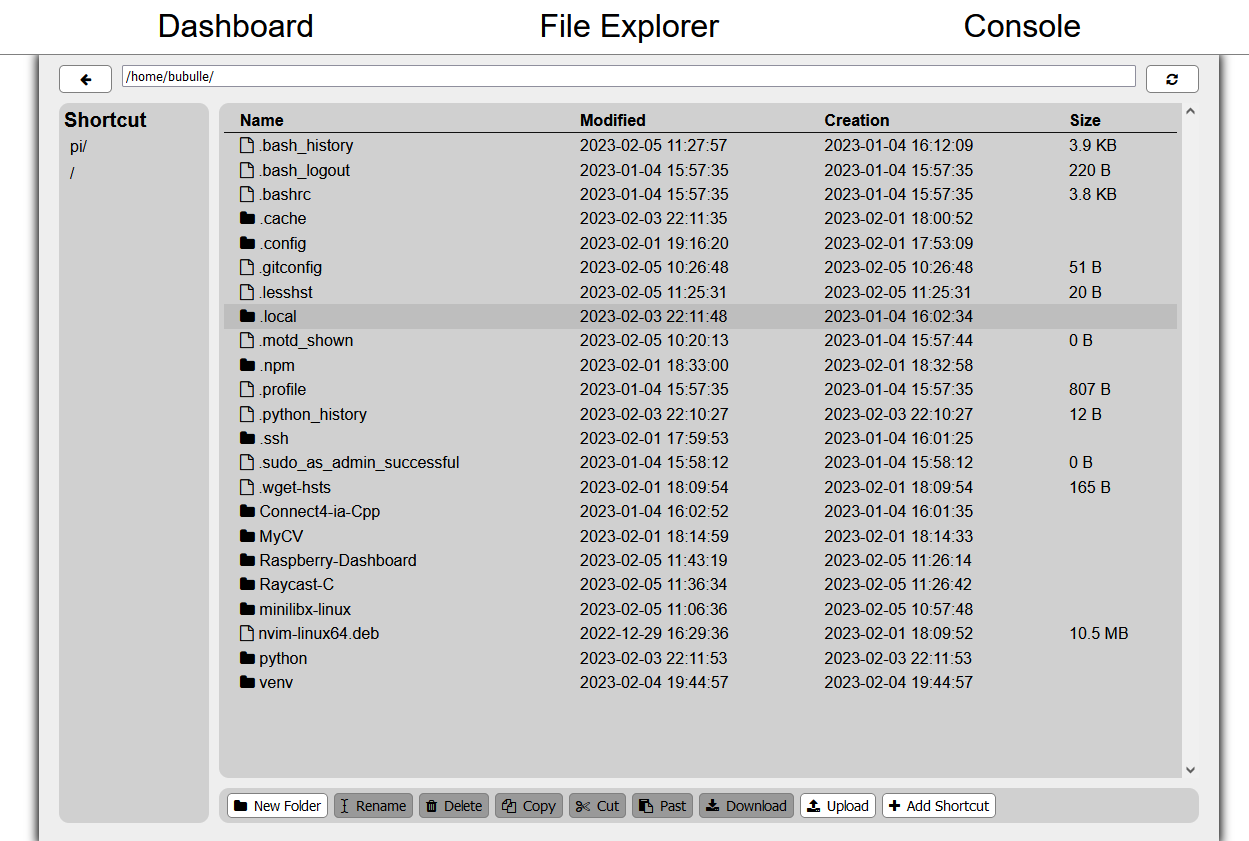 Dashboard File Explorer Console
/home/bubulle/
Shortcut
pi/
/
Name Modified Creation Size
.bash_history 2023-02-05 11:27:57 2023-01-04 16:12:09 3.9 KB
.bash_logout 2023-01-04 15:57:35 2023-01-04 15:57:35 220 B
.bashrc 2023-01-04 15:57:35 2023-01-04 15:57:35 3.8 KB
.cache 2023-02-03 22:11:35 2023-02-01 18:00:52
.config 2023-02-01 19:16:20 2023-02-01 17:53:09
.gitconfig 2023-02-05 10:26:48 2023-02-05 10:26:48 51 B
.lesshst 2023-02-05 11:25:31 2023-02-05 11:25:31 20 B
.local 2023-02-03 22:11:48 2023-01-04 16:02:34
.motd_shown 2023-02-05 10:20:13 2023-01-04 15:57:44 0 B
.npm 2023-02-01 18:33:00 2023-02-01 18:32:58
.profile 2023-01-04 15:57:35 2023-01-04 15:57:35 807 B
.python_history 2023-02-03 22:10:27 2023-02-03 22:10:27 12 B
.ssh 2023-02-01 17:59:53 2023-01-04 16:01:25
.sudo_as_admin_successful 2023-01-04 15:58:12 2023-01-04 15:58:12 0 B
.wget-hsts 2023-02-01 18:09:54 2023-02-01 18:09:54 165 B
Connect4-ia-Cpp 2023-01-04 16:02:52 2023-01-04 16:01:35
MyCV 2023-02-01 18:14:59 2023-02-01 18:14:33
Raspberry-Dashboard 2023-02-05 11:43:19 2023-02-05 11:26:14
Raycast-C 2023-02-05 11:36:34 2023-02-05 11:26:42
minilibx-linux 2023-02-05 11:06:36 2023-02-05 10:57:48
nvim-linux64.deb 2022-12-29 16:29:36 2023-02-01 18:09:52 10.5 MB
python 2023-02-03 22:11:53 2023-02-03 22:11:53
venv 2023-02-04 19:44:57 2023-02-04 19:44:57
New Folder Rename Delete Copy Cut Past Download Upload Add Shortcut